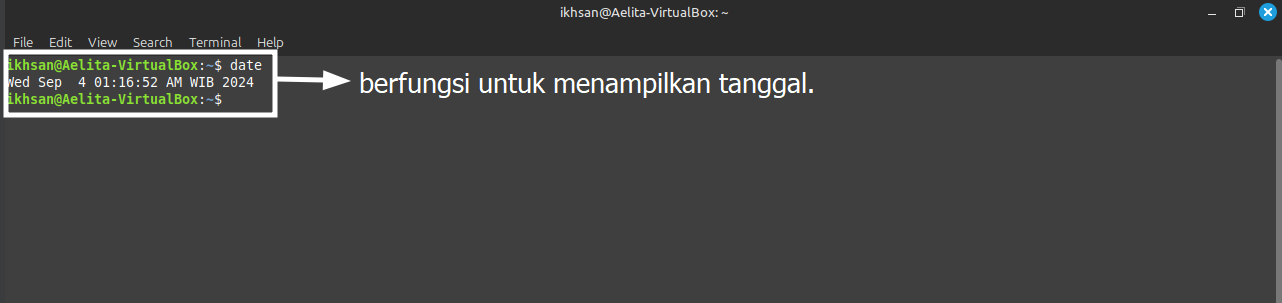 ikhsan@Aelita-VirtualBox: ~
File Edit View Search Terminal Help
ikhsan@Aelita-VirtualBox:~$ date
Wed Sep  4 01:16:52 AM WIB 2024
ikhsan@Aelita-VirtualBox:~$
berfungsi untuk menampilkan tanggal.